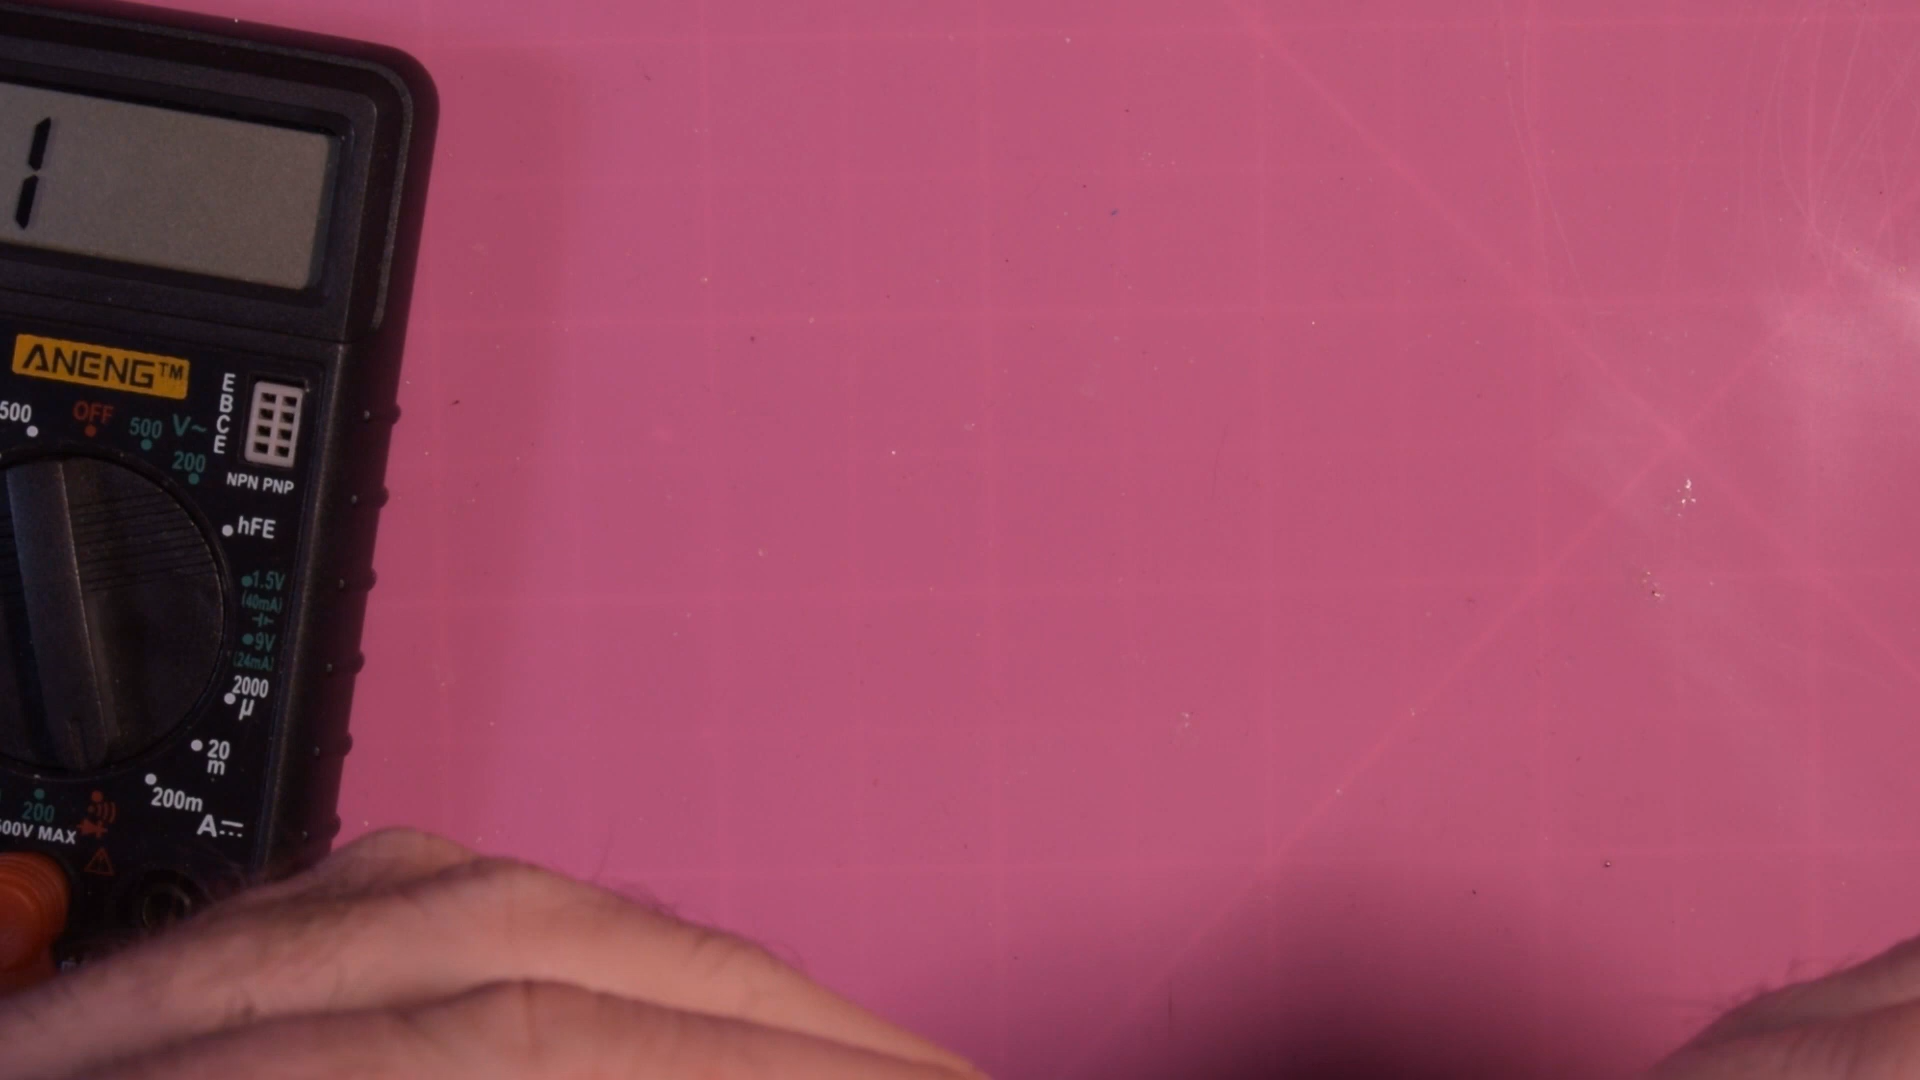 1
ANENG™
E
B
C
E
500
OFF
500 V~
200
NPN PNP
hFE
1.5V
(40mA)
9V
(24mA)
2000
µ
20
m
200m
A
200
500V MAX